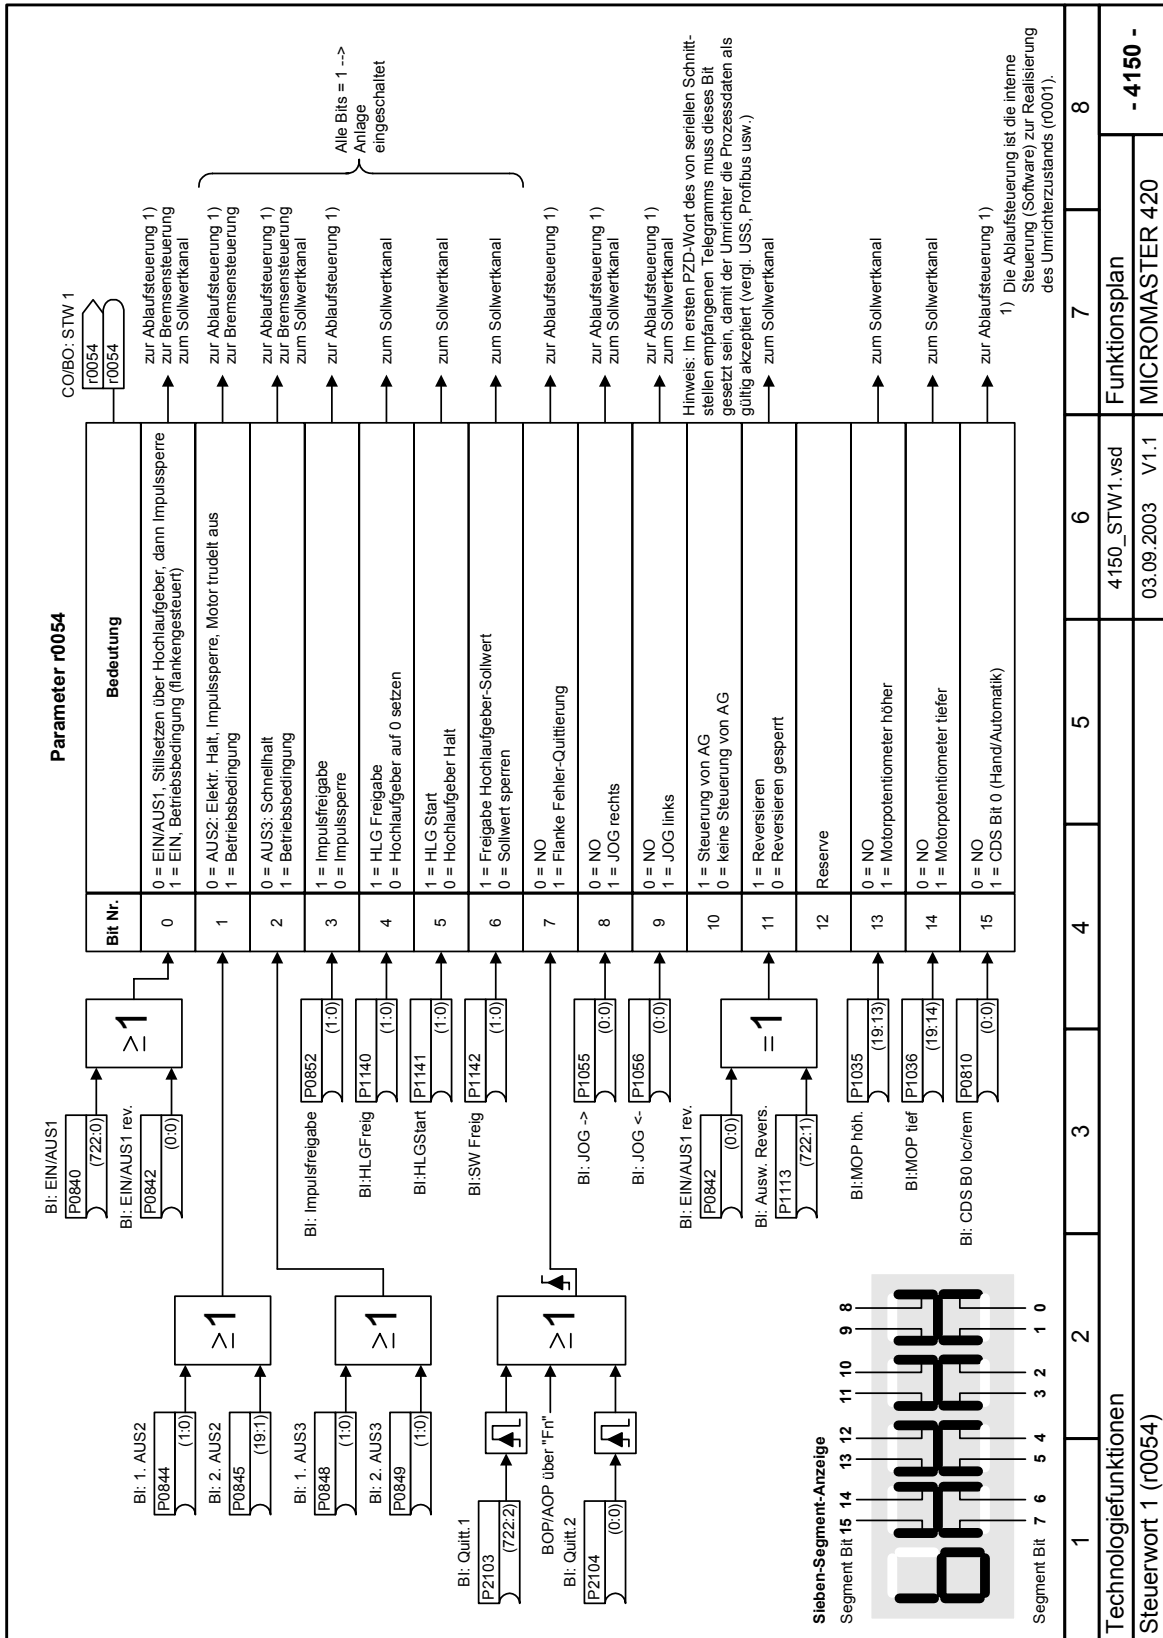 Parameter r0054
CO/BO: STW 1
r0054
r0054
Bit Nr.
Bedeutung
BI: EIN/AUS1
P0840
(722:0)
BI: EIN/AUS1 rev.
P0842
(0:0)
≥1
0
0 = EIN/AUS1, Stillsetzen über Hochlaufgeber, dann Impulssperre
1 = EIN, Betriebsbedingung (flankengesteuert)
zur Ablaufsteuerung 1)
zur Bremsensteuerung
zum Sollwertkanal
BI: 1. AUS2
P0844
(1:0)
BI: 2. AUS2
P0845
(19:1)
≥1
1
0 = AUS2: Elektr. Halt, Impulssperre, Motor trudelt aus
1 = Betriebsbedingung
zur Ablaufsteuerung 1)
zur Bremsensteuerung
BI: 1. AUS3
P0848
(1:0)
BI: 2. AUS3
P0849
(1:0)
≥1
2
0 = AUS3: Schnellhalt
1 = Betriebsbedingung
zur Ablaufsteuerung 1)
zur Bremsensteuerung
zum Sollwertkanal
BI: Impulsfreigabe
P0852
(1:0)
3
1 = Impulsfreigabe
0 = Impulssperre
zur Ablaufsteuerung 1)
Alle Bits = 1 -->
Anlage
eingeschaltet
BI:HLGFreig
P1140
(1:0)
4
1 = HLG Freigabe
0 = Hochlaufgeber auf 0 setzen
zum Sollwertkanal
BI:HLGStart
P1141
(1:0)
5
1 = HLG Start
0 = Hochlaufgeber Halt
zum Sollwertkanal
BI:SW Freig
P1142
(1:0)
6
1 = Freigabe Hochlaufgeber-Sollwert
0 = Sollwert sperren
zum Sollwertkanal
BI: Quitt.1
P2103
(722:2)
BOP/AOP über "Fn"
BI: Quitt.2
P2104
(0:0)
≥1
7
0 = NO
1 = Flanke Fehler-Quittierung
zur Ablaufsteuerung 1)
BI: JOG ->
P1055
(0:0)
8
0 = NO
1 = JOG rechts
zur Ablaufsteuerung 1)
zum Sollwertkanal
BI: JOG <-
P1056
(0:0)
9
0 = NO
1 = JOG links
zur Ablaufsteuerung 1)
zum Sollwertkanal
10
1 = Steuerung von AG
0 = keine Steuerung von AG
Hinweis: Im ersten PZD-Wort des von seriellen Schnitt-
stellen empfangenen Telegramms muss dieses Bit
gesetzt sein, damit der Umrichter die Prozessdaten als
gültig akzeptiert (vergl. USS, Profibus usw.)
BI: EIN/AUS1 rev.
P0842
(0:0)
BI: Ausw. Revers.
P1113
(722:1)
=1
11
1 = Reversieren
0 = Reversieren gesperrt
zum Sollwertkanal
12
Reserve
BI:MOP höh.
P1035
(19:13)
13
0 = NO
1 = Motorpotentiometer höher
zum Sollwertkanal
BI:MOP tief
P1036
(19:14)
14
0 = NO
1 = Motorpotentiometer tiefer
zum Sollwertkanal
BI: CDS B0 loc/rem
P0810
(0:0)
15
0 = NO
1 = CDS Bit 0 (Hand/Automatik)
zur Ablaufsteuerung 1)
1) Die Ablaufsteuerung ist die interne
Steuerung (Software) zur Realisierung
des Umrichterzustands (r0001).
Sieben-Segment-Anzeige
Segment Bit 15 14 13 12 11 10 9 8
Segment Bit 7 6 5 4 3 2 1 0
1 2 3 4 5 6 7 8
Technologiefunktionen
4150_STW1.vsd
Funktionsplan
- 4150 -
Steuerwort 1 (r0054)
03.09.2003 V1.1
MICROMASTER 420